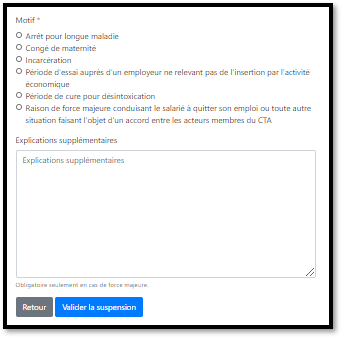 Motif *
Arrêt pour longue maladie
Congé de maternité
Incarcération
Période d'essai auprès d'un employeur ne relevant pas de l'insertion par l'activité
économique
Période de cure pour désintoxication
Raison de force majeure conduisant le salarié à quitter son emploi ou toute autre
situation faisant l'objet d'un accord entre les acteurs membres du CTA
Explications supplémentaires
Explications supplémentaires
Obligatoire seulement en cas de force majeure.
Retour Valider la suspension